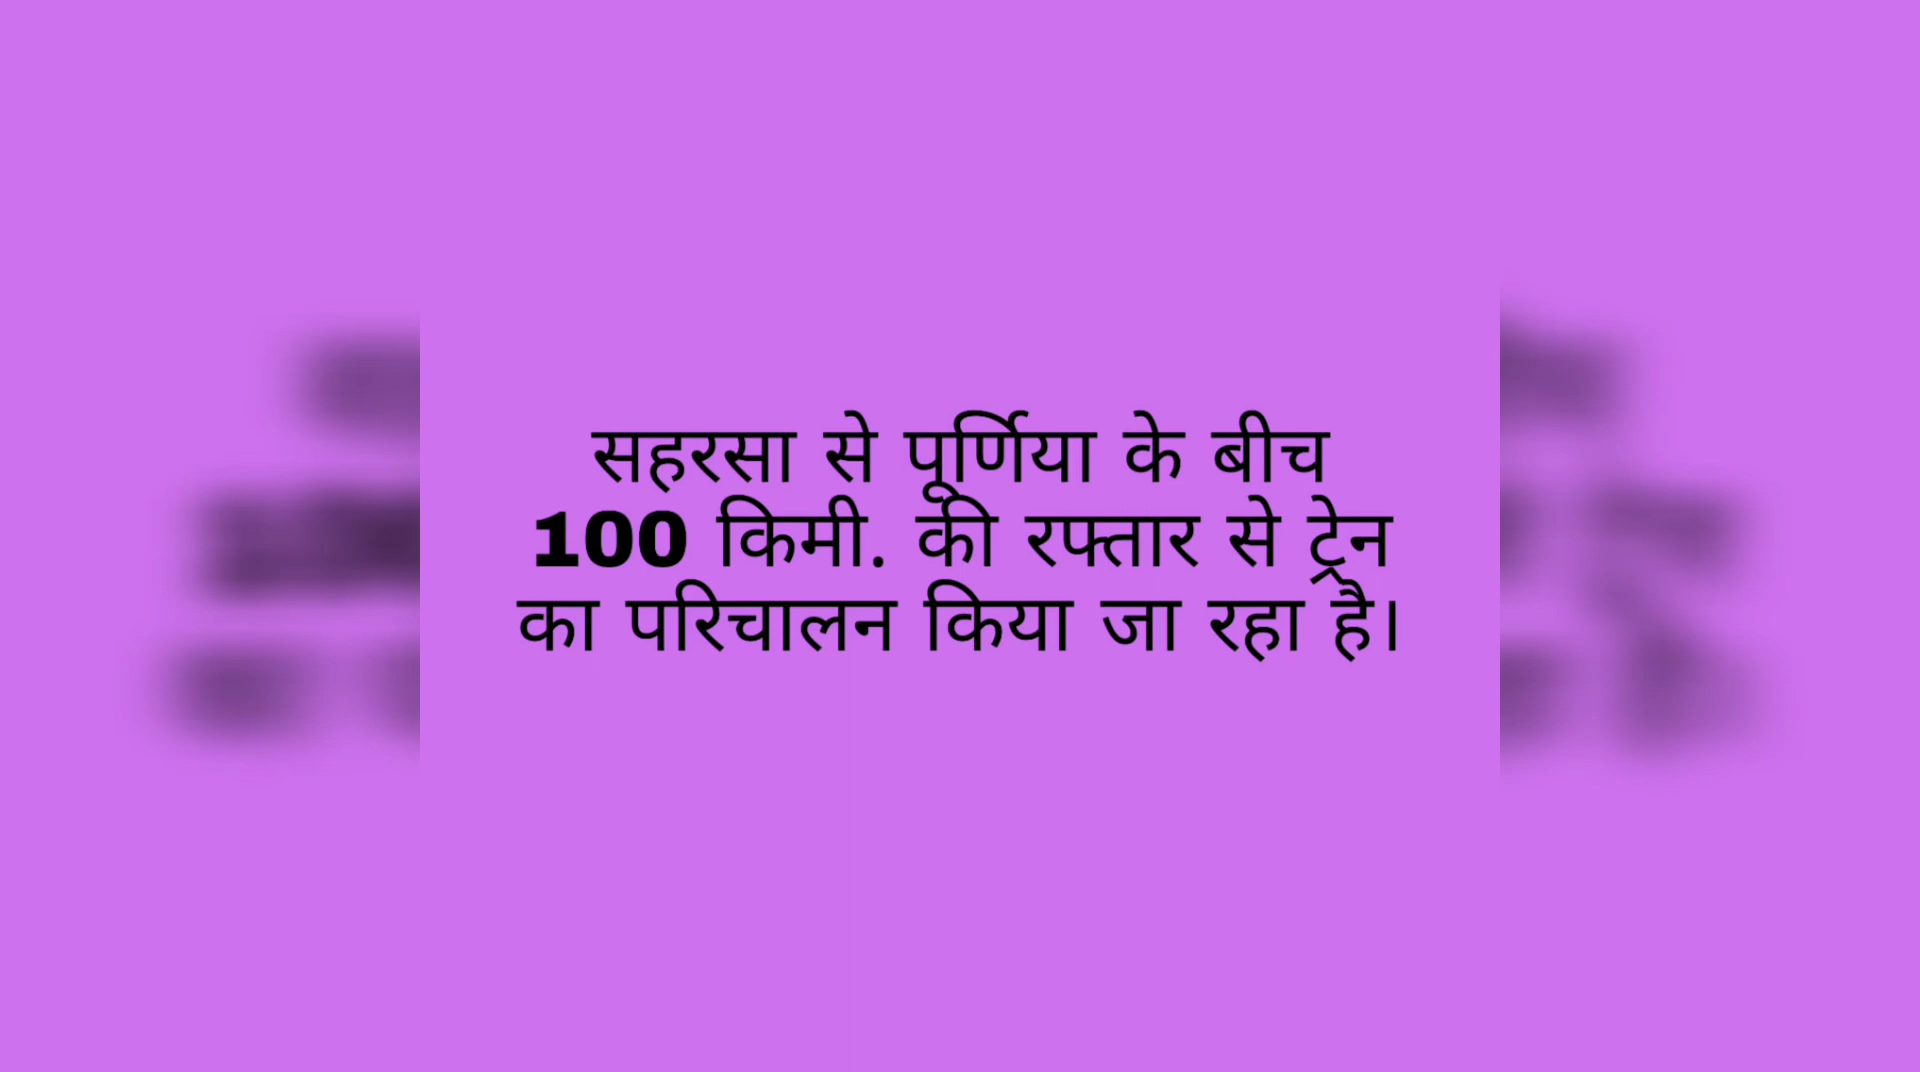 सहरसा से पूर्णिया के बीच
100 किमी. की रफ्तार से ट्रेन
का परिचालन किया जा रहा है।